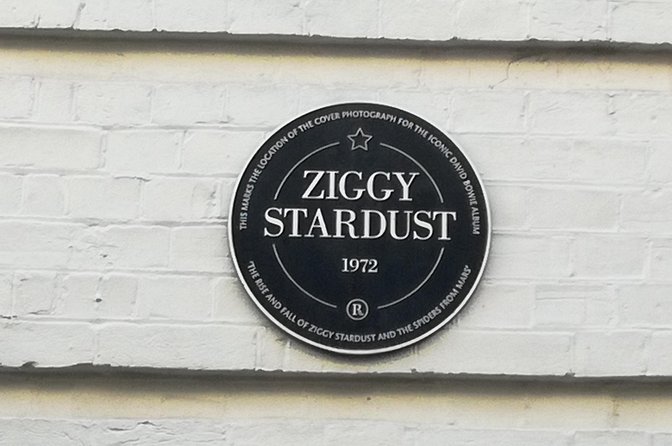 THIS MARKS THE LOCATION OF THE COVER PHOTOGRAPH FOR THE ICONIC DAVID BOWIE ALBUM
ZIGGY
STARDUST
1972
R
'THE RISE AND FALL OF ZIGGY STARDUST AND THE SPIDERS FROM MARS'